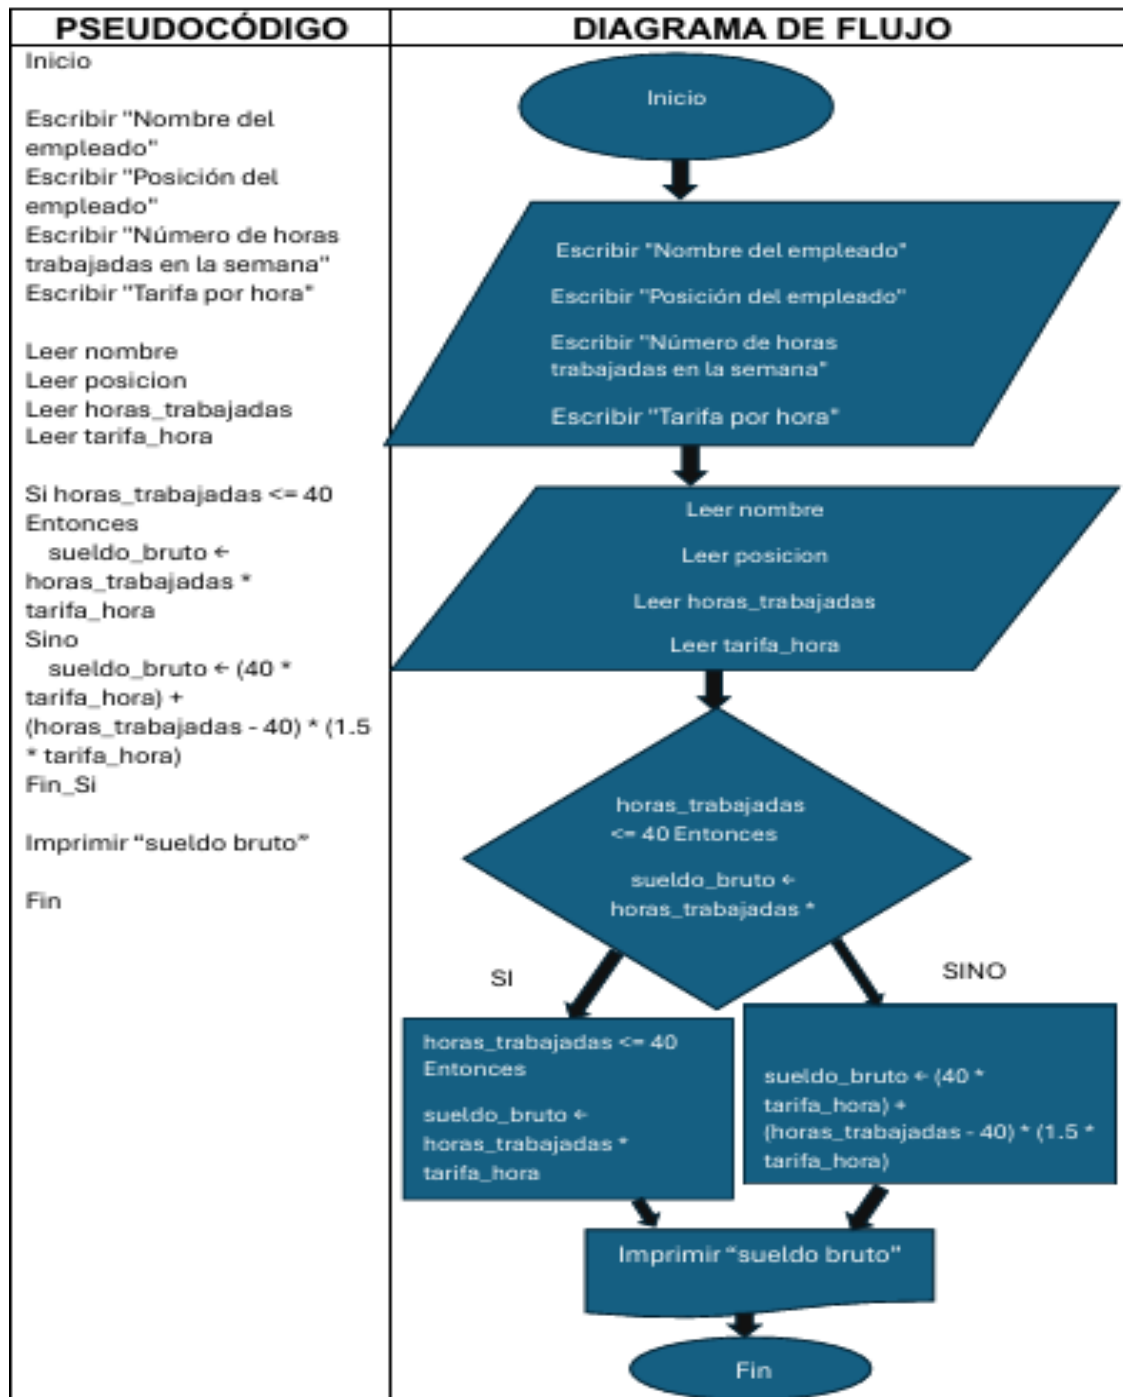 PSEUDOCÓDIGO
Inicio
Escribir "Nombre del
empleado"
Escribir "Posición del
empleado"
Escribir "Número de horas
trabajadas en la semana"
Escribir "Tarifa por hora"
Leer nombre
Leer posicion
Leer horas_trabajadas
Leer tarifa_hora
Si horas_trabajadas <= 40
Entonces
sueldo_bruto ←
horas_trabajadas *
tarifa_hora
Sino
sueldo_bruto ← (40 *
tarifa_hora) +
(horas_trabajadas - 40) * (1.5
* tarifa_hora)
Fin_Si
Imprimir “sueldo bruto”
Fin
DIAGRAMA DE FLUJO
Inicio
Escribir "Nombre del empleado"
Escribir "Posición del empleado"
Escribir "Número de horas
trabajadas en la semana"
Escribir "Tarifa por hora"
Leer nombre
Leer posicion
Leer horas_trabajadas
Leer tarifa_hora
horas_trabajadas
<= 40 Entonces
sueldo_bruto ←
horas_trabajadas *
SI
SINO
horas_trabajadas <= 40
Entonces
sueldo_bruto ←
horas_trabajadas *
tarifa_hora
sueldo_bruto ← (40 *
tarifa_hora) +
(horas_trabajadas - 40) * (1.5 *
tarifa_hora)
Imprimir “sueldo bruto”
Fin